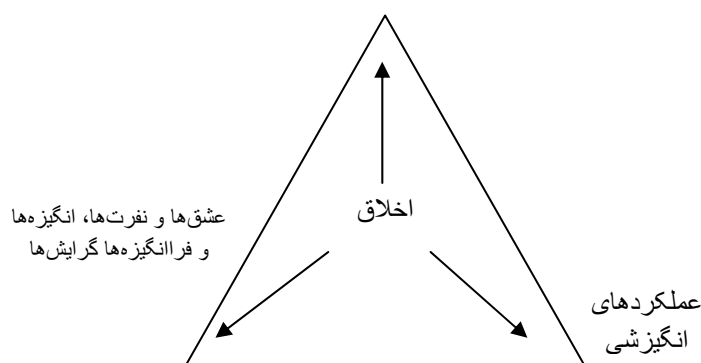 اخلاق
عشق‌ها و نفرت‌ها، انگیزه‌ها
و فراانگیزه‌ها گرایش‌ها
عملکردهای
انگیزشی